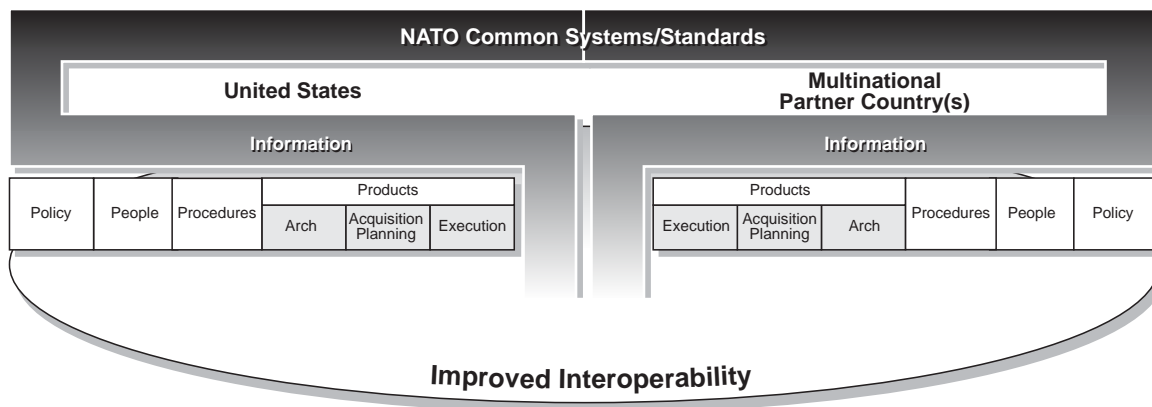 NATO Common Systems/Standards
United States
Multinational
Partner Country(s)
Information
Information
Policy
People
Procedures
Products
Arch
Acquisition
Planning
Execution
Products
Execution
Acquisition
Planning
Arch
Procedures
People
Policy
Improved Interoperability